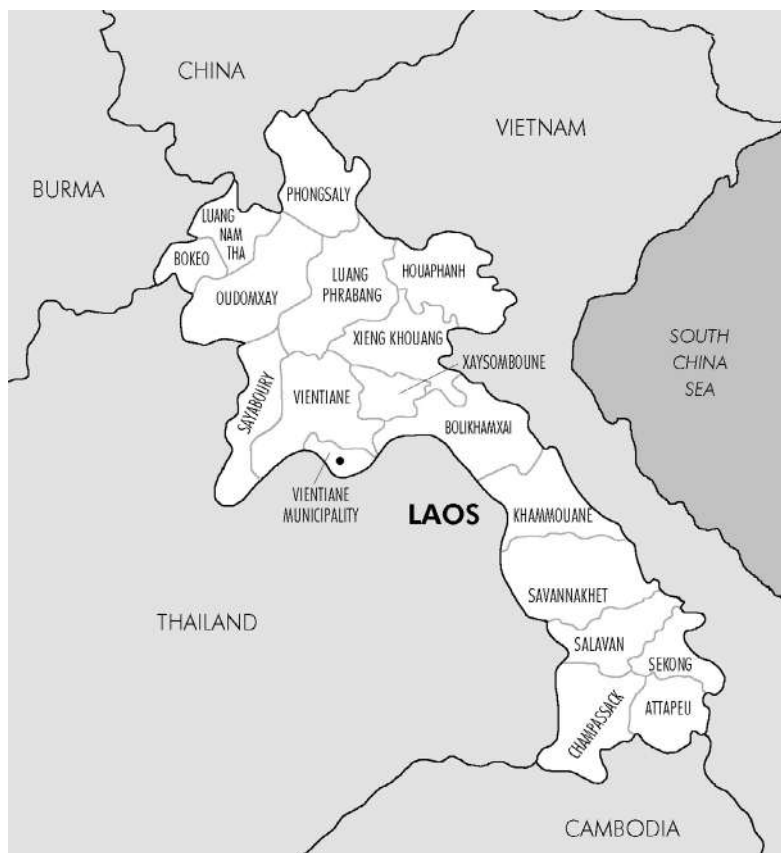 CHINA
VIETNAM
BURMA
PHONGSALY
LUANG
NAM
THA
BOKEO
HOUAPHANH
LUANG
PHRABANG
OUDOMXAY
XIENG KHOUANG
SOUTH
CHINA
SEA
XAYSOMBOUNE
SAYABOURY
VIENTIANE
BOLIKHAMXAI
VIENTIANE
MUNICIPALITY
LAOS
KHAMMOUANE
SAVANNAKHET
THAILAND
SALAVAN
SEKONG
CHAMPASSACK
ATTAPEU
CAMBODIA